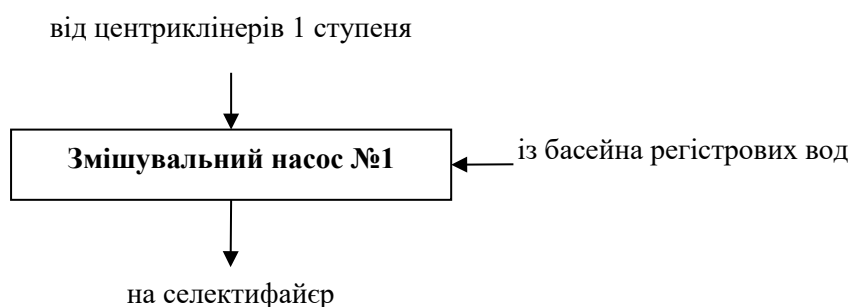 від центриклінерів 1 ступеня
Змішувальний насос №1
із басейна регістрових вод
на селектифайєр